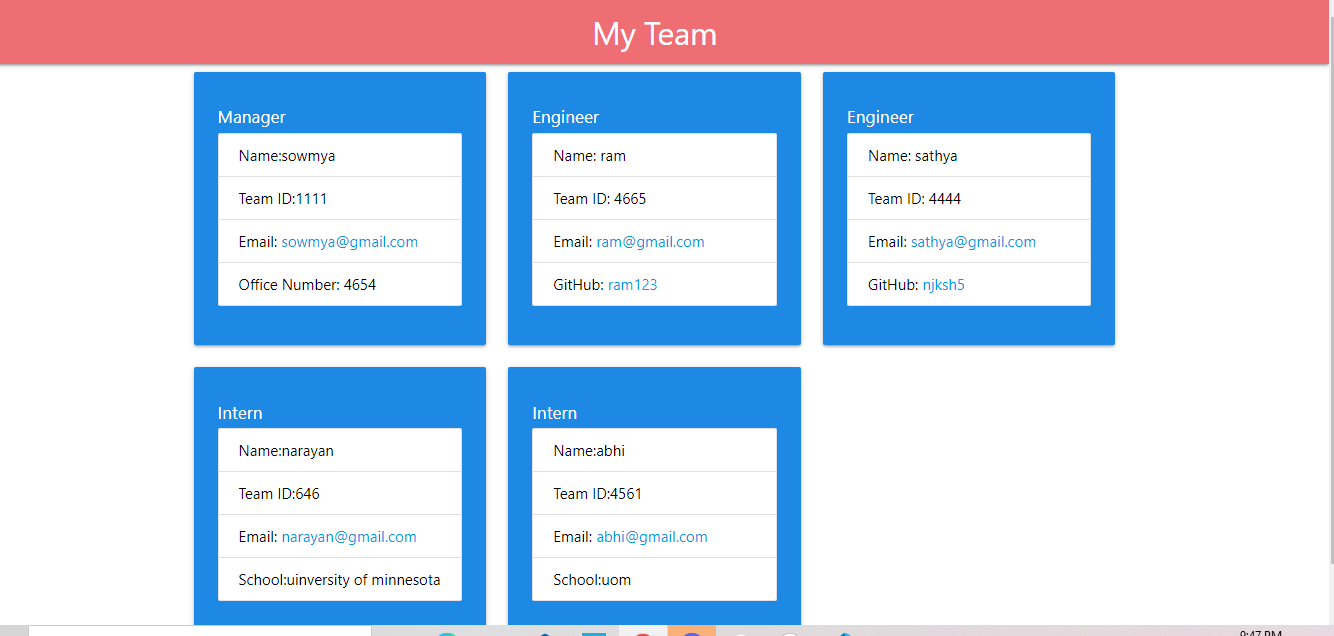 My Team
Manager
Name:sowmya
Team ID:1111
Email: sowmya@gmail.com
Office Number: 4654
Engineer
Name: ram
Team ID: 4665
Email: ram@gmail.com
GitHub: ram123
Engineer
Name: sathya
Team ID: 4444
Email: sathya@gmail.com
GitHub: njksh5
Intern
Name:narayan
Team ID:646
Email: narayan@gmail.com
School:uinversity of minnesota
Intern
Name:abhi
Team ID:4561
Email: abhi@gmail.com
School:uom
9:47 PM